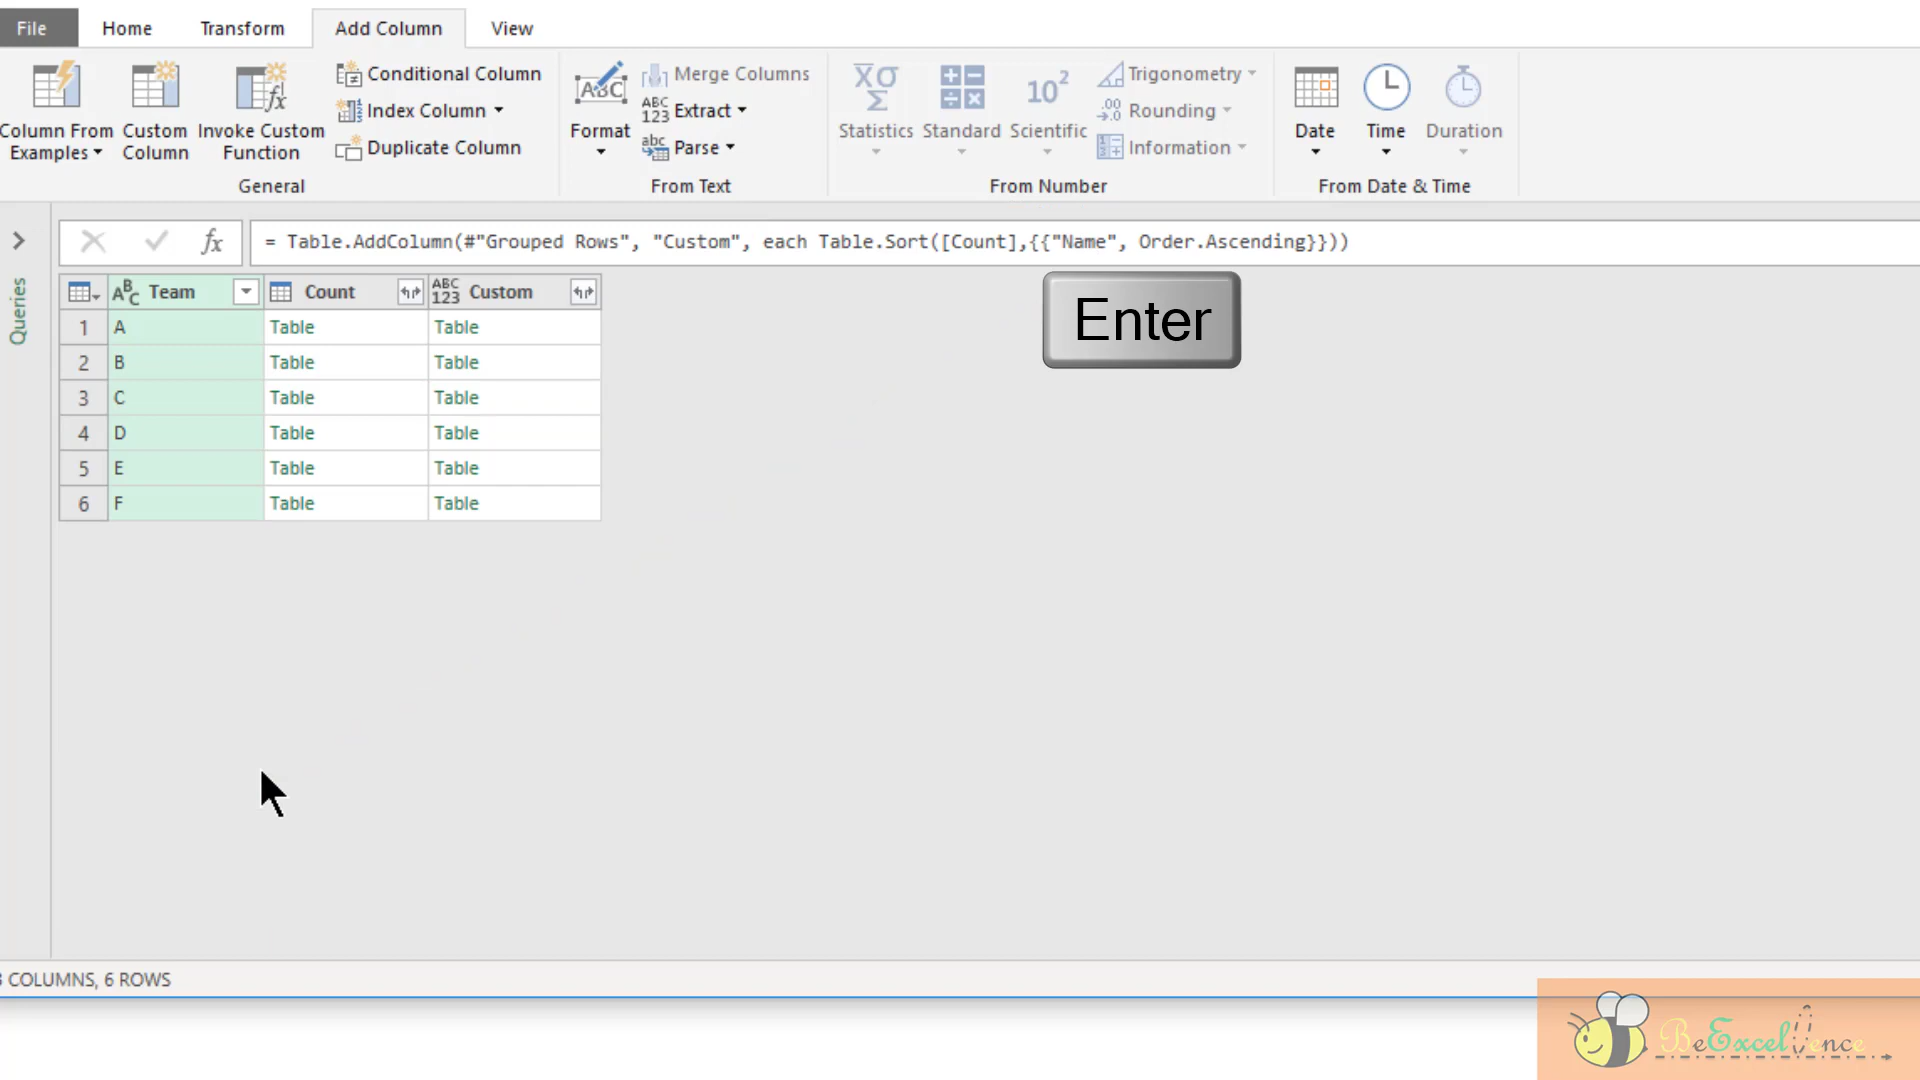 File Home Transform Add Column View
Column From Examples
Custom Column
Invoke Custom Function
Conditional Column
Index Column
Duplicate Column
General
Format
Merge Columns
Extract
Parse
From Text
Statistics
Standard
Scientific
Trigonometry
Rounding
Information
From Number
Date
Time
Duration
From Date & Time
Queries
= Table.AddColumn(#"Grouped Rows", "Custom", each Table.Sort([Count],{{"Name", Order.Ascending}}))
Enter
Team Count Custom
1 A Table Table
2 B Table Table
3 C Table Table
4 D Table Table
5 E Table Table
6 F Table Table
COLUMNS, 6 ROWS
BeExcellence